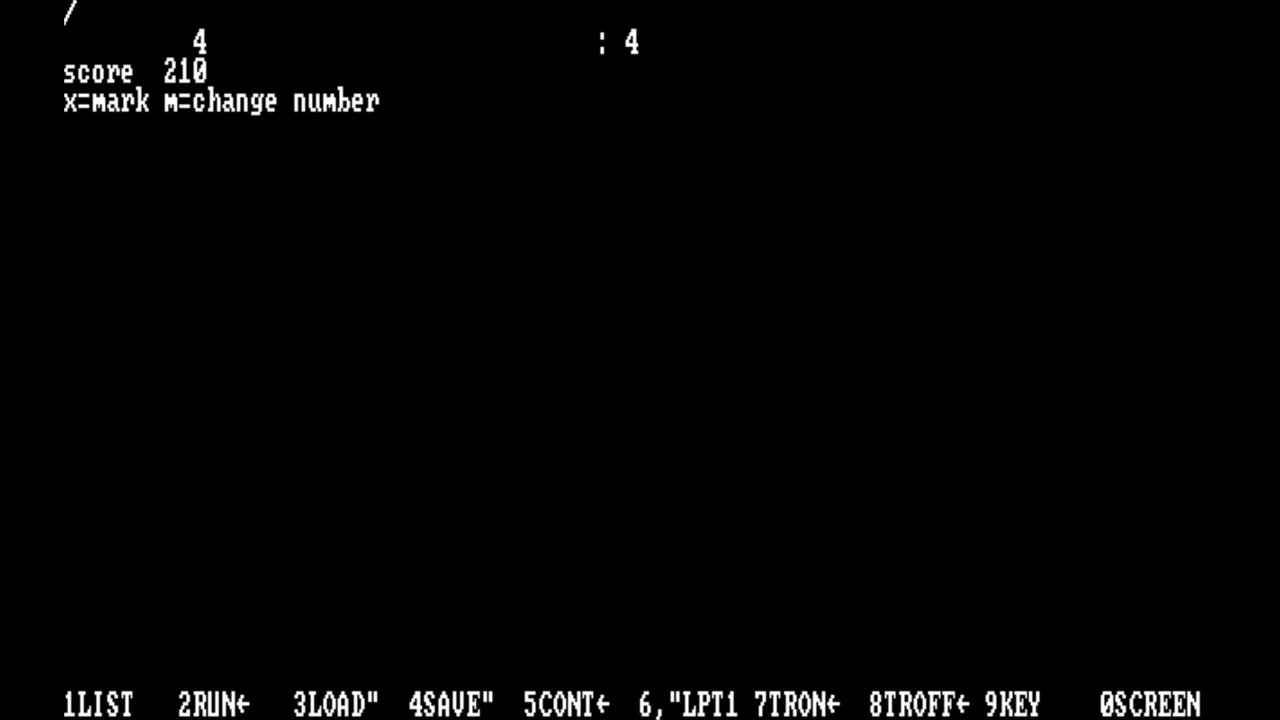 /
4 : 4
score 210
x=mark m=change number
1LIST 2RUN← 3LOAD" 4SAVE" 5CONT← 6,"LPT1 7TRON← 8TROFF← 9KEY 0SCREEN